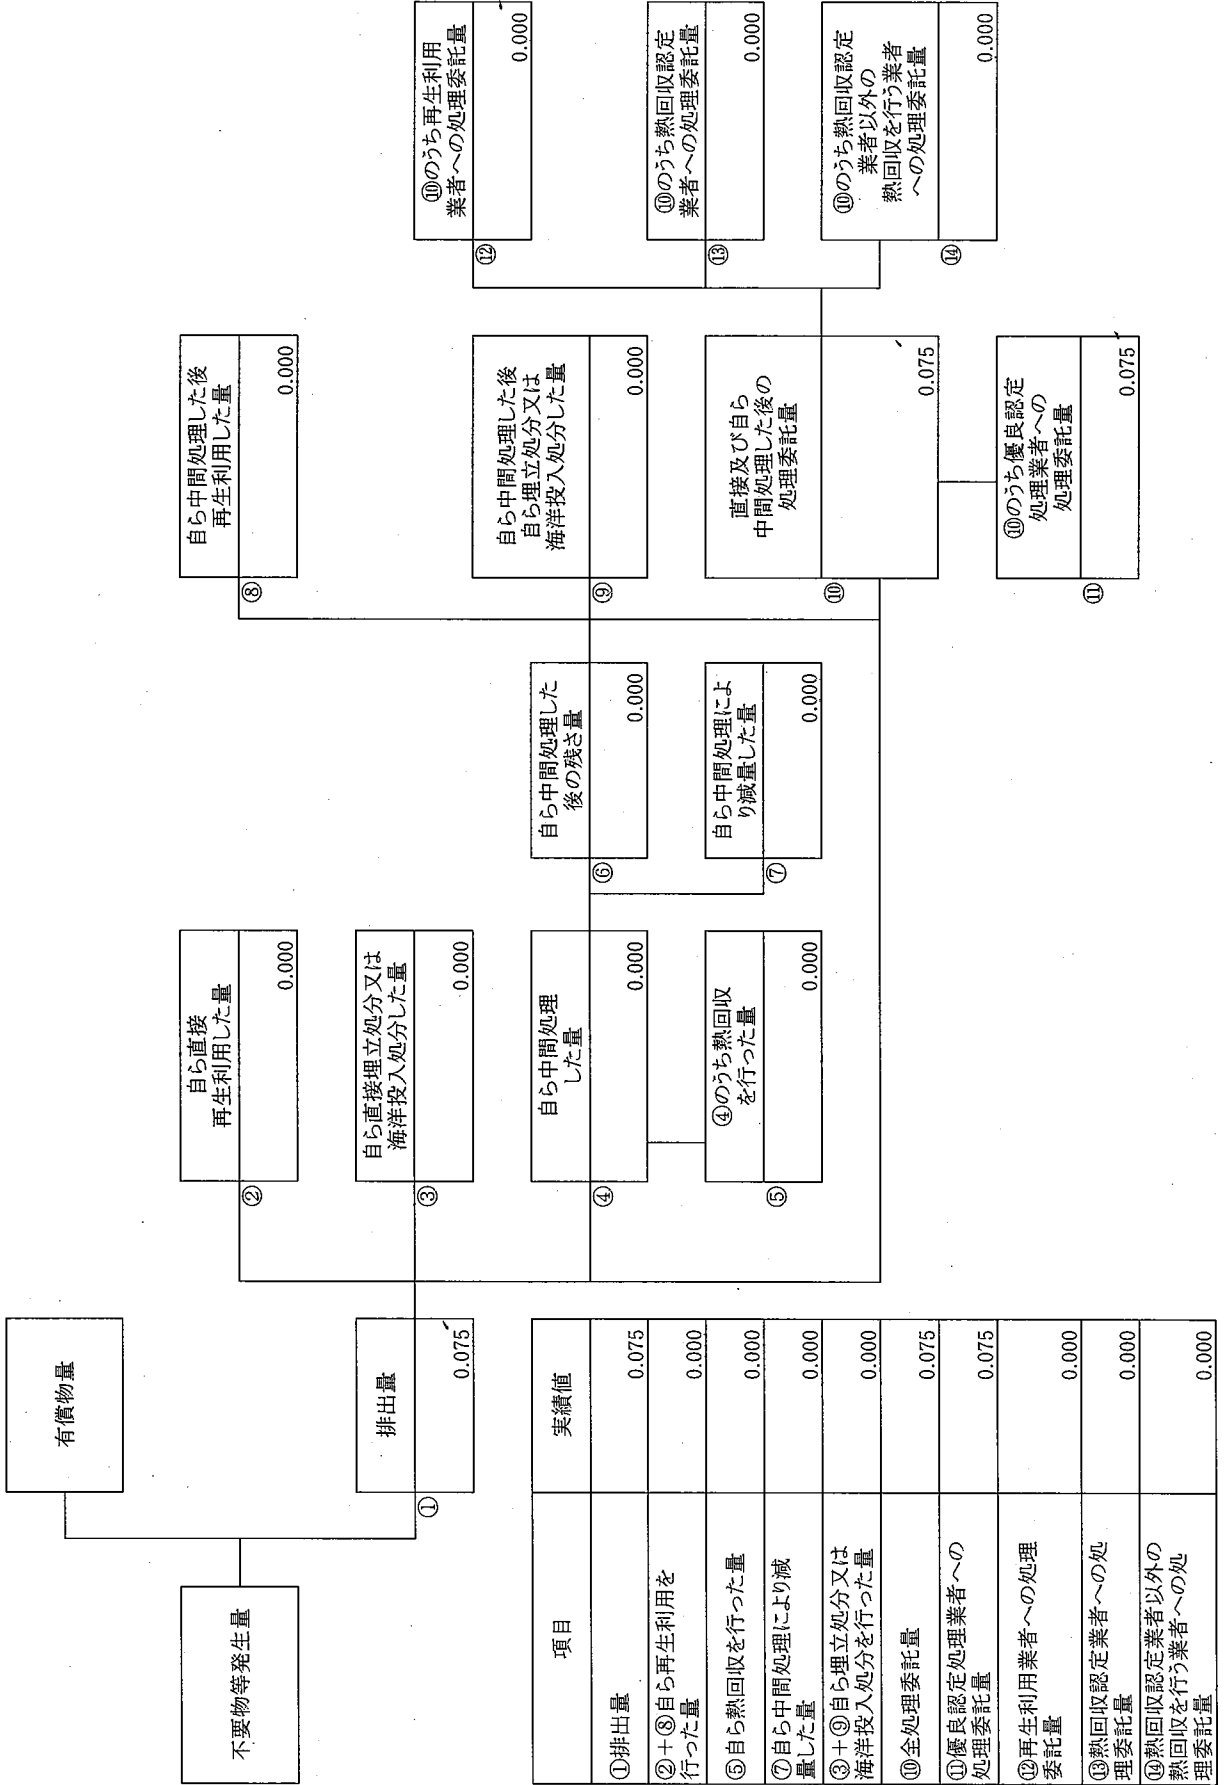 不要物等発生量
有償物量
①
排出量
0.075
②
自ら直接
再生利用した量
0.000
③
自ら直接埋立処分又は
海洋投入処分した量
0.000
④
自ら中間処理
した量
0.000
⑤
④のうち熱回収
を行った量
0.000
⑥
自ら中間処理した
後の残さ量
0.000
⑦
自ら中間処理によ
り減量した量
0.000
⑧
自ら中間処理した後
再生利用した量
0.000
⑨
自ら中間処理した後
自ら埋立処分又は
海洋投入処分した量
0.000
⑩
直接及び自ら
中間処理した後の
処理委託量
0.075
⑪
⑩のうち優良認定
処理業者への
処理委託量
0.075
⑫
⑩のうち再生利用
業者への処理委託量
0.000
⑬
⑩のうち熱回収認定
業者への処理委託量
0.000
⑭
⑩のうち熱回収認定
業者以外の
熱回収を行う業者
への処理委託量
0.000
項目 実績値
①排出量 0.075
②+⑧自ら再生利用を
行った量 0.000
⑤自ら熱回収を行った量 0.000
⑦自ら中間処理により減
量した量 0.000
③+⑨自ら埋立処分又は
海洋投入処分を行った量 0.000
⑩全処理委託量 0.075
⑪優良認定処理業者への
処理委託量 0.075
⑫再生利用業者への処理
委託量 0.000
⑬熱回収認定業者への処
理委託量 0.000
⑭熱回収認定業者以外の
熱回収を行う業者への処
理委託量 0.000